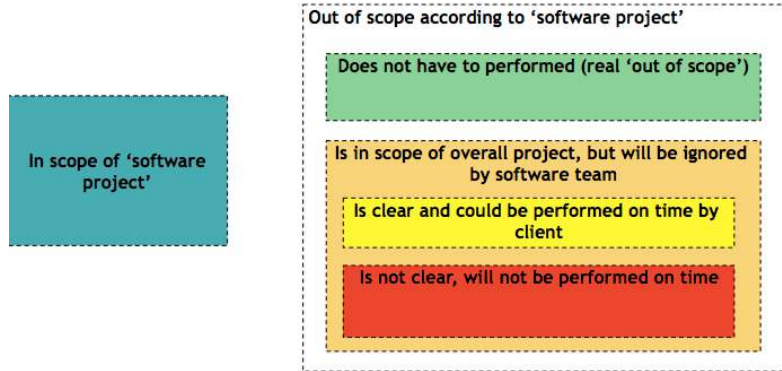 Out of scope according to ‘software project’
Does not have to performed (real ‘out of scope’)
In scope of ‘software
project’
Is in scope of overall project, but will be ignored
by software team
Is clear and could be performed on time by
client
Is not clear, will not be performed on time